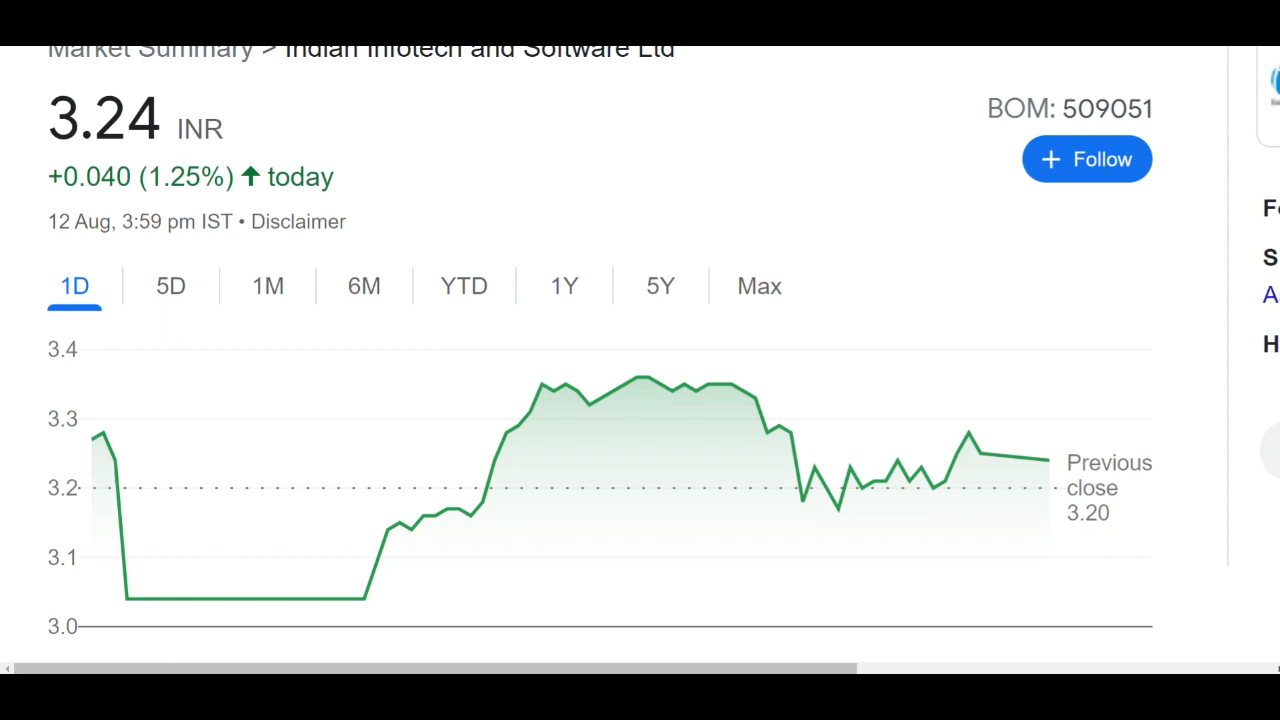 Market Summary > Indian Infotech and Software Ltd
3.24 INR
BOM: 509051
+ Follow
+0.040 (1.25%) ↑ today
12 Aug, 3:59 pm IST • Disclaimer
1D 5D 1M 6M YTD 1Y 5Y Max
3.4
3.3
3.2
3.1
3.0
Previous
close
3.20